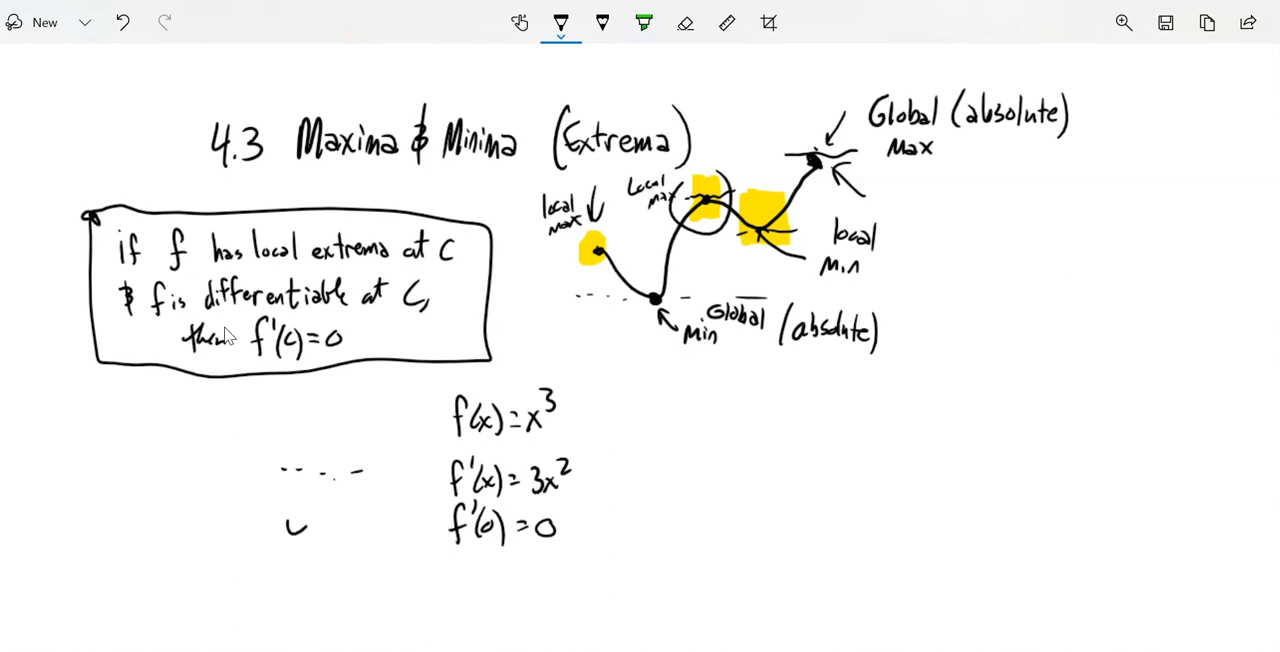 New
4.3 Maxima & Minima (Extrema)
Global (absolute)
Max
local
max
Local
max
local
Min
Global (absolute)
Min
if f has local extrema at C
& f is differentiable at C,
then f'(c)=0
f(x)=x³
f'(x)=3x²
f'(0)=0